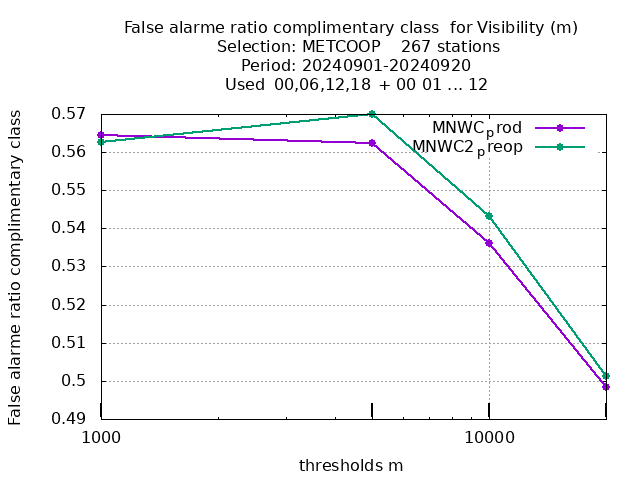 False alarme ratio complimentary class  for Visibility (m)
Selection: METCOOP    267 stations
Period: 20240901-20240920
Used  00,06,12,18 + 00 01 ... 12
False alarme ratio complimentary class
0.57
0.56
0.55
0.54
0.53
0.52
0.51
0.5
0.49
MNWCprod
MNWC2preop
1000
10000
thresholds m